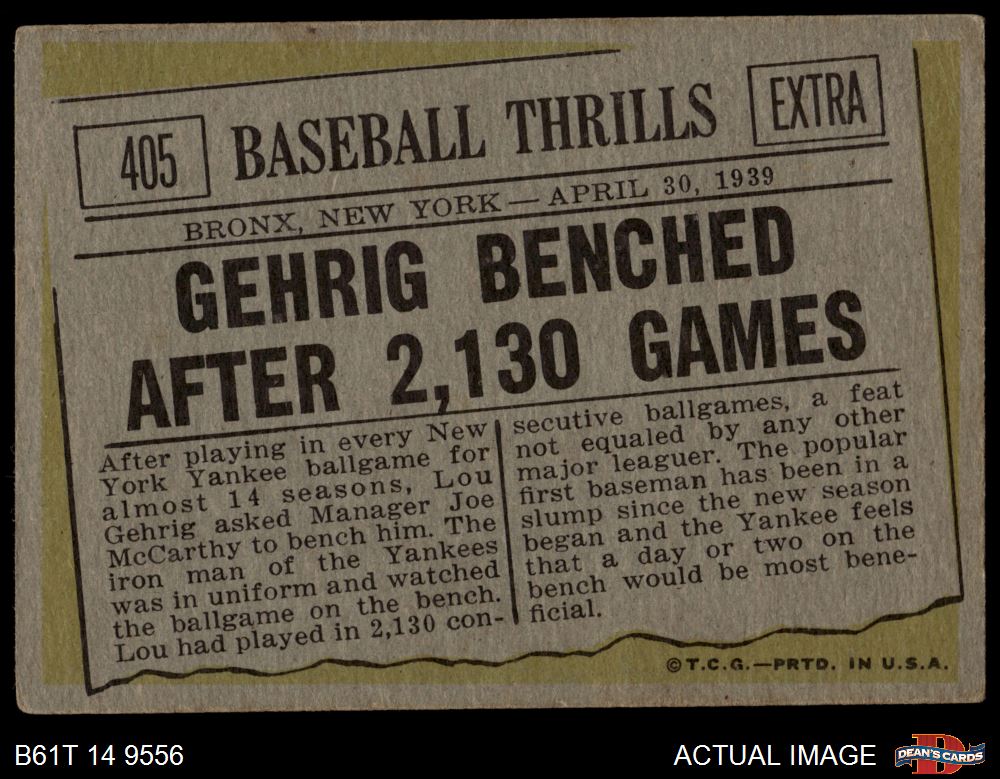 405 BASEBALL THRILLS EXTRA
BRONX, NEW YORK — APRIL 30, 1939
GEHRIG BENCHED
AFTER 2,130 GAMES
After playing in every New
York Yankee ballgame for
almost 14 seasons, Lou
Gehrig asked Manager Joe
McCarthy to bench him. The
iron man of the Yankees
was in uniform and watched
the ballgame on the bench.
Lou had played in 2,130 con-
secutive ballgames, a feat
not equaled by any other
major leaguer. The popular
first baseman has been in a
slump since the new season
began and the Yankee feels
that a day or two on the
bench would be most bene-
ficial.
© T.C.G.—PRTD. IN U.S.A.
B61T 14 9556
ACTUAL IMAGE
D
DEAN'S CARDS